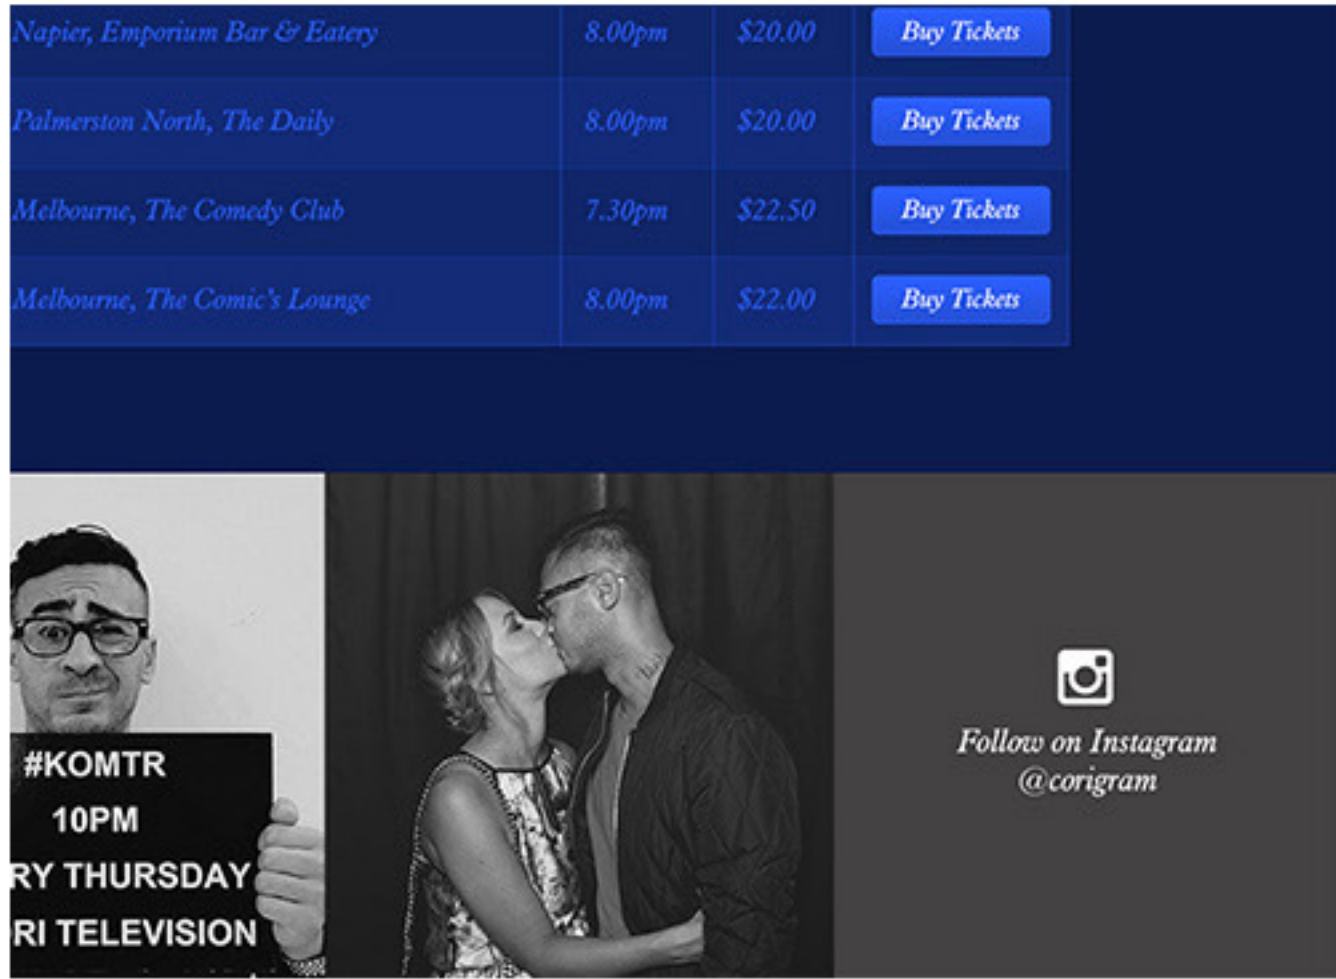 Napier, Emporium Bar & Eatery 8.00pm $20.00 Buy Tickets
Palmerston North, The Daily 8.00pm $20.00 Buy Tickets
Melbourne, The Comedy Club 7.30pm $22.50 Buy Tickets
Melbourne, The Comic's Lounge 8.00pm $22.00 Buy Tickets
#KOMTR
10PM
RY THURSDAY
RI TELEVISION
Follow on Instagram
@corigram